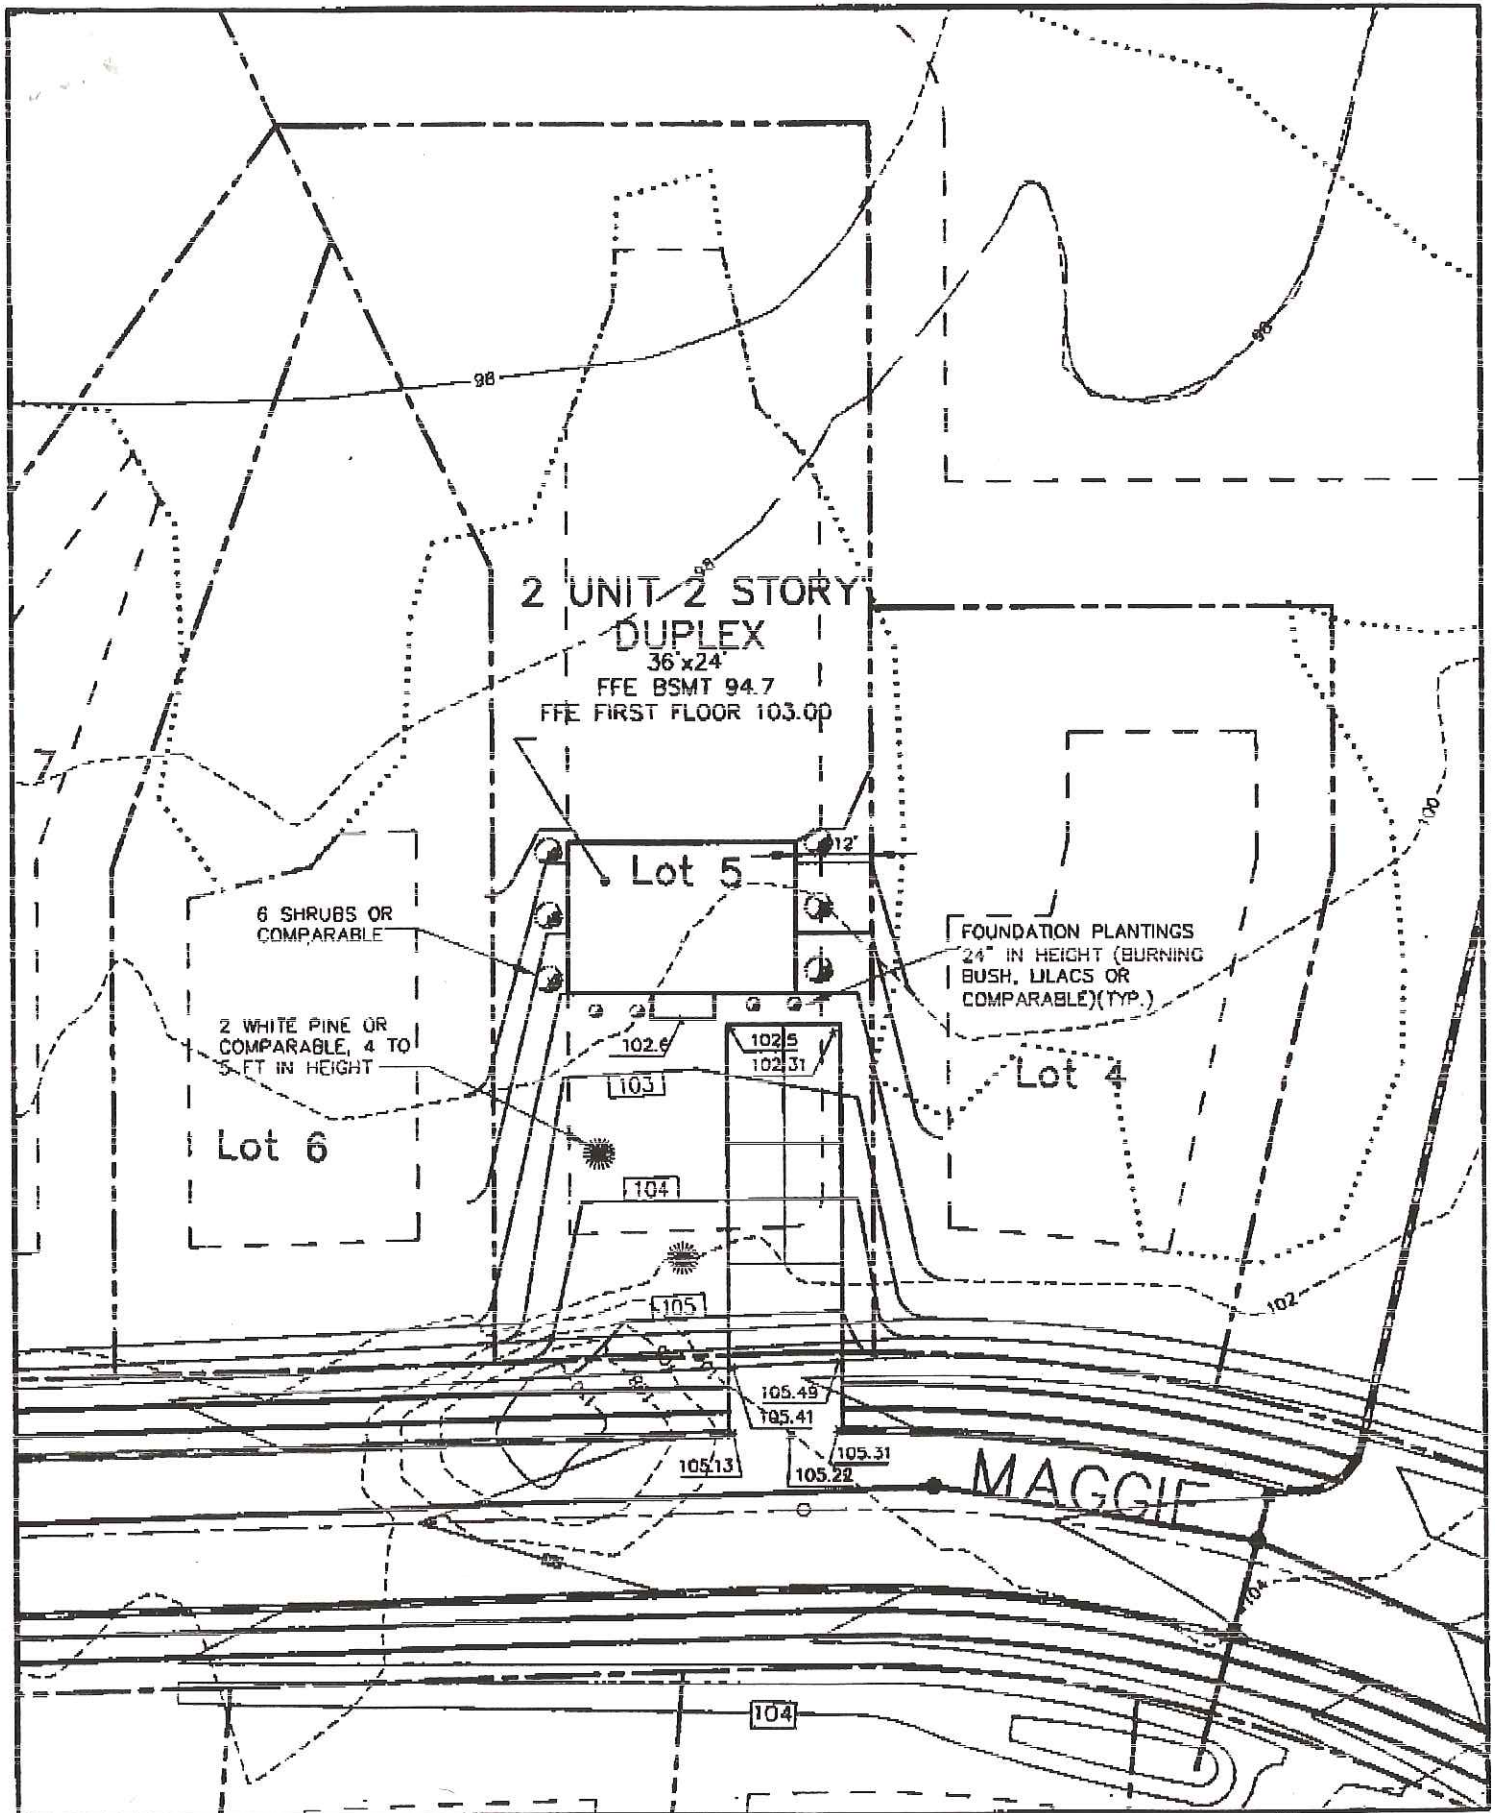 98
98
2 UNIT 2 STORY
DUPLEX
36'x24'
FFE BSMT 94.7
FFE FIRST FLOOR 103.00
98
7
100
Lot 5
12'
6 SHRUBS OR
COMPARABLE
FOUNDATION PLANTINGS
24" IN HEIGHT (BURNING
BUSH, LILACS OR
COMPARABLE)(TYP.)
2 WHITE PINE OR
COMPARABLE, 4 TO
5 FT IN HEIGHT
102.6
102.5
102.31
103
Lot 4
Lot 6
104
105
102
105.49
105.41
105.13
105.22
105.31
MAGGIE
104
104